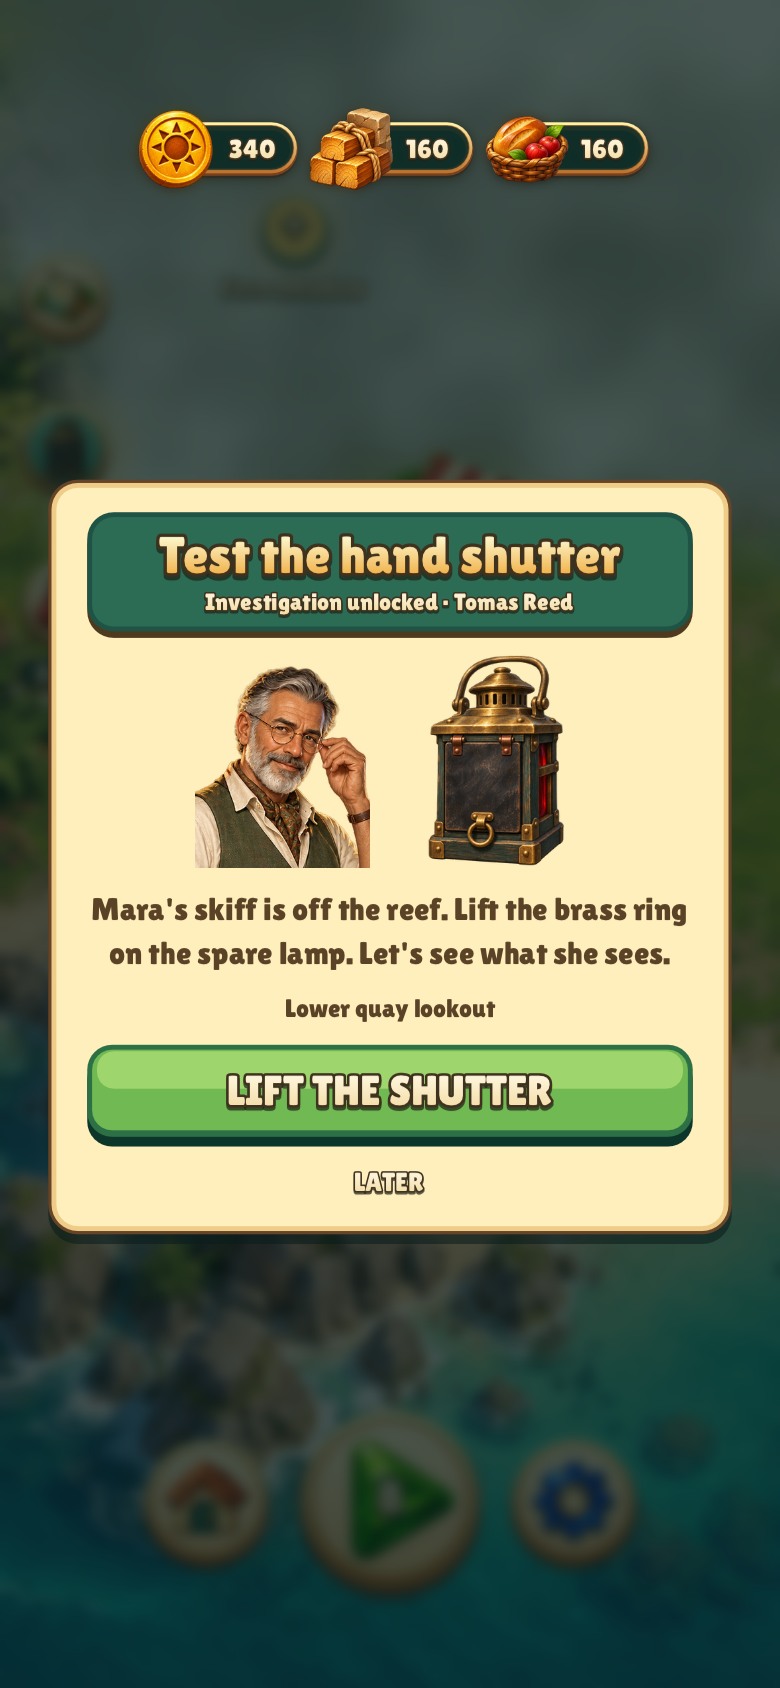 340
160
160
Test the hand shutter
Investigation unlocked · Tomas Reed
Mara's skiff is off the reef. Lift the brass ring
on the spare lamp. Let's see what she sees.
Lower quay lookout
LIFT THE SHUTTER
LATER